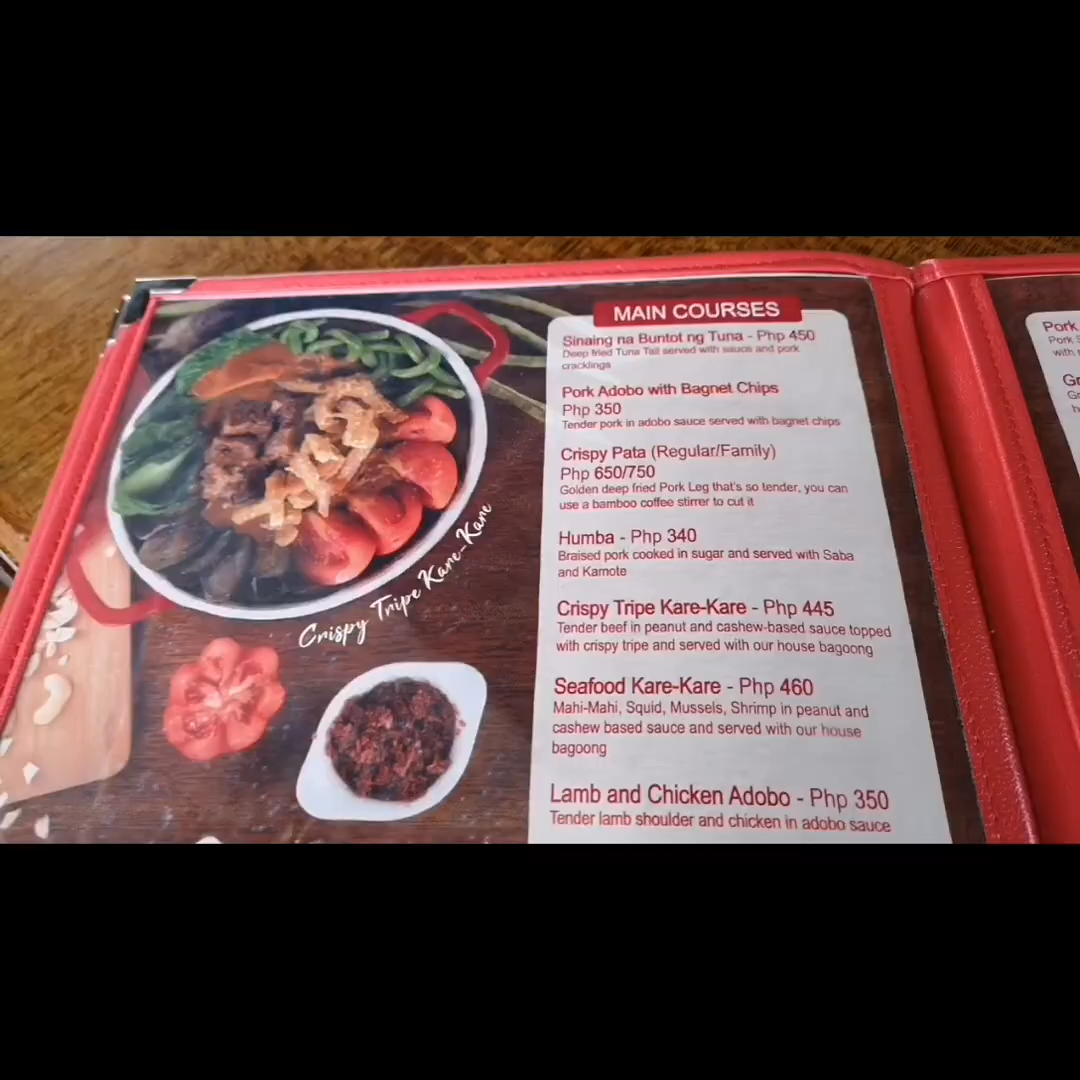 MAIN COURSES
Sinaing na Buntot ng Tuna - Php 450
Deep fried Tuna Tail served with sauce and pork
cracklings
Pork Adobo with Bagnet Chips
Php 350
Tender pork in adobo sauce served with bagnet chips
Crispy Pata (Regular/Family)
Php 650/750
Golden deep fried Pork Leg that's so tender, you can
use a bamboo coffee stirrer to cut it
Humba - Php 340
Braised pork cooked in sugar and served with Saba
and Kamote
Crispy Tripe Kare-Kare - Php 445
Tender beef in peanut and cashew-based sauce topped
with crispy tripe and served with our house bagoong
Seafood Kare-Kare - Php 460
Mahi-Mahi, Squid, Mussels, Shrimp in peanut and
cashew based sauce and served with our house
bagoong
Lamb and Chicken Adobo - Php 350
Tender lamb shoulder and chicken in adobo sauce
Crispy Tripe Kare-Kare
Pork
Pork